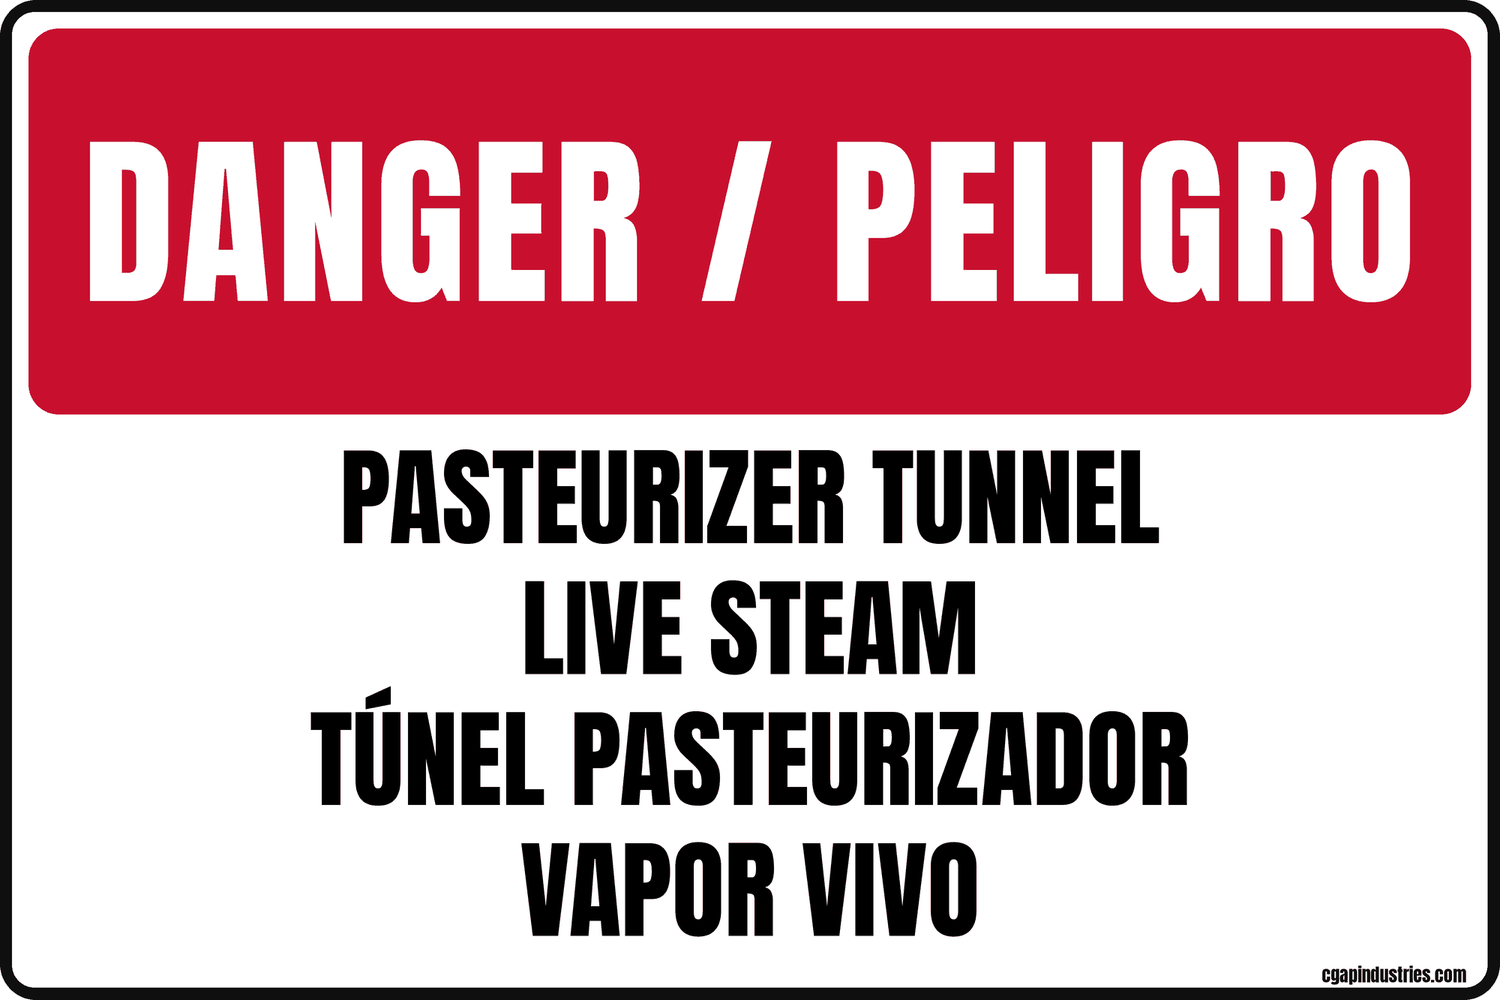 DANGER / PELIGRO
PASTEURIZER TUNNEL
LIVE STEAM
TÚNEL PASTEURIZADOR
VAPOR VIVO
cgapindustries.com